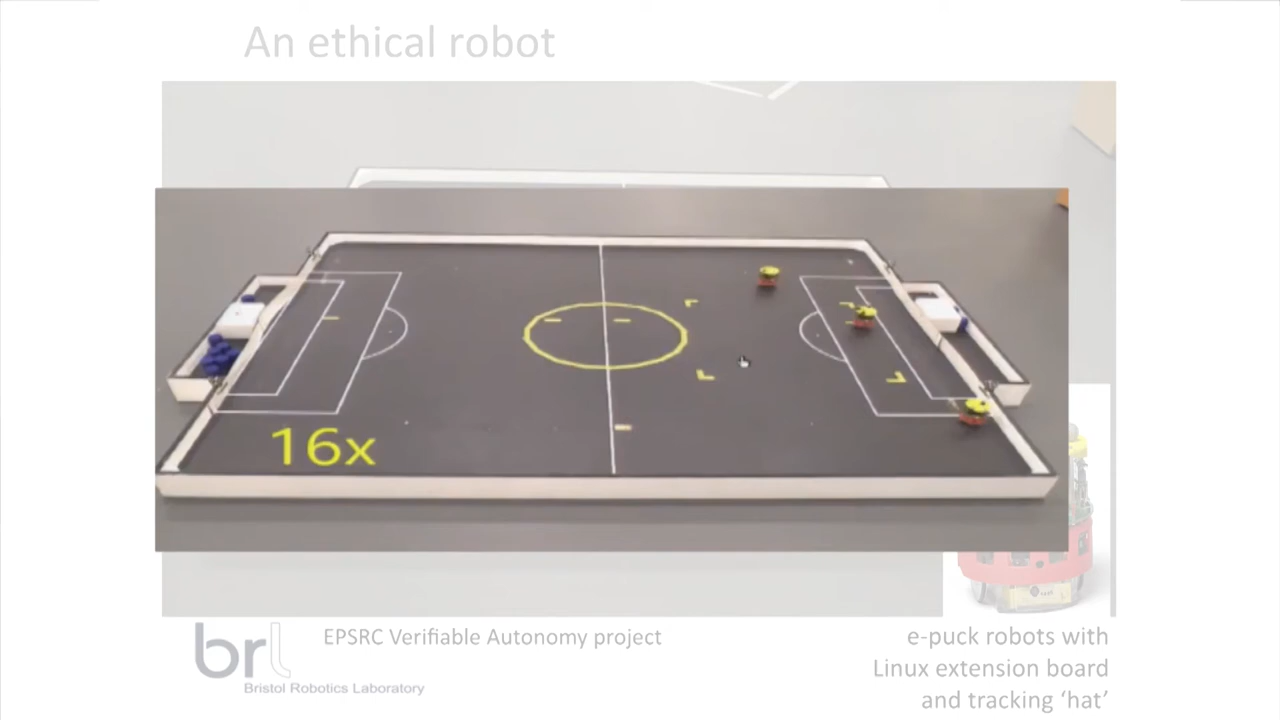 An ethical robot
16x
brl
Bristol Robotics Laboratory
EPSRC Verifiable Autonomy project
e-puck robots with
Linux extension board
and tracking ‘hat’